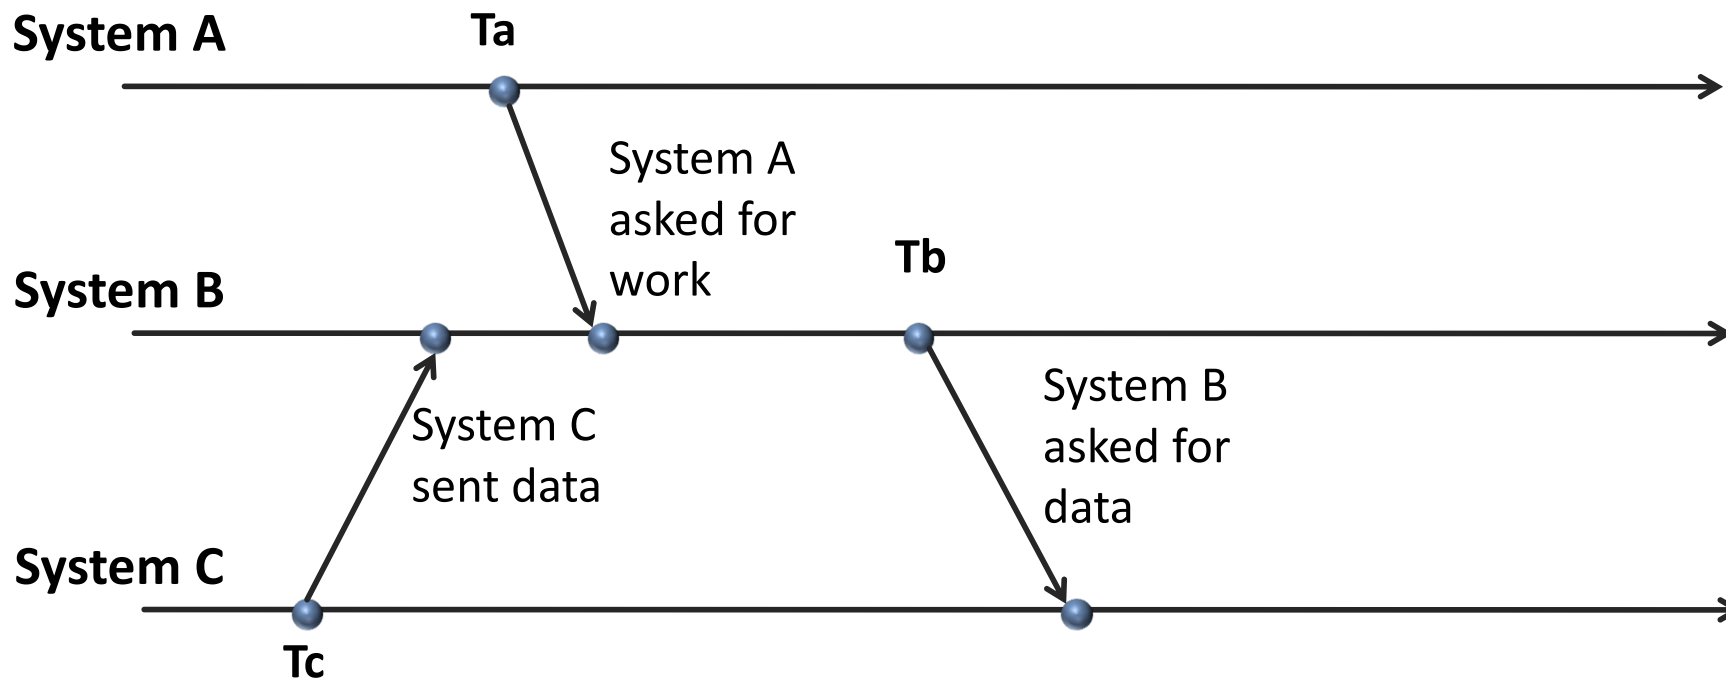 System A
Ta
System A
asked for
work
System B
Tb
System C
sent data
System B
asked for
data
System C
Tc